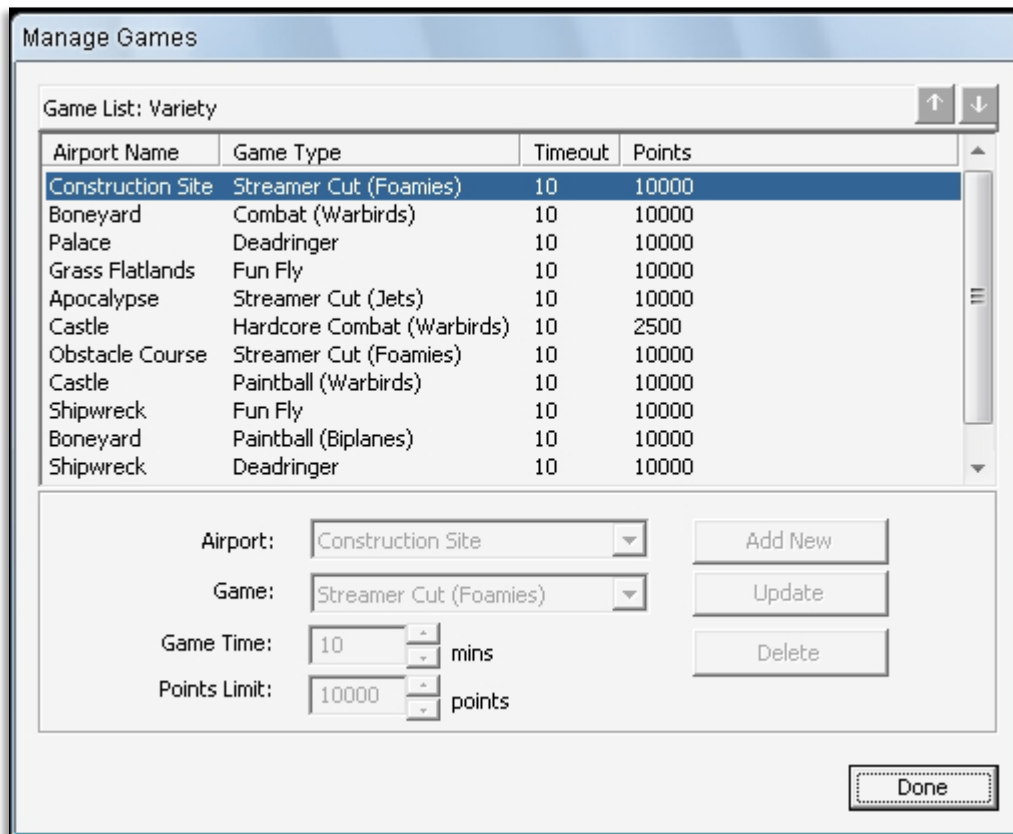 Manage Games
Game List: Variety
Airport Name Game Type Timeout Points
Construction Site Streamer Cut (Foamies) 10 10000
Boneyard Combat (Warbirds) 10 10000
Palace Deadringer 10 10000
Grass Flatlands Fun Fly 10 10000
Apocalypse Streamer Cut (Jets) 10 10000
Castle Hardcore Combat (Warbirds) 10 2500
Obstacle Course Streamer Cut (Foamies) 10 10000
Castle Paintball (Warbirds) 10 10000
Shipwreck Fun Fly 10 10000
Boneyard Paintball (Biplanes) 10 10000
Shipwreck Deadringer 10 10000
Airport: Construction Site Add New
Game: Streamer Cut (Foamies) Update
Game Time: 10 mins Delete
Points Limit: 10000 points
Done